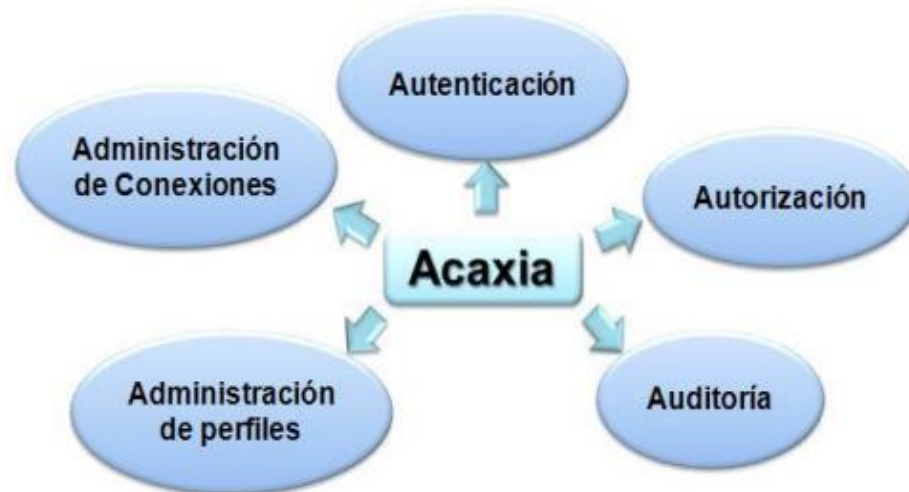 Autenticación
Administración
de Conexiones
Autorización
Acaxia
Administración
de perfiles
Auditoría